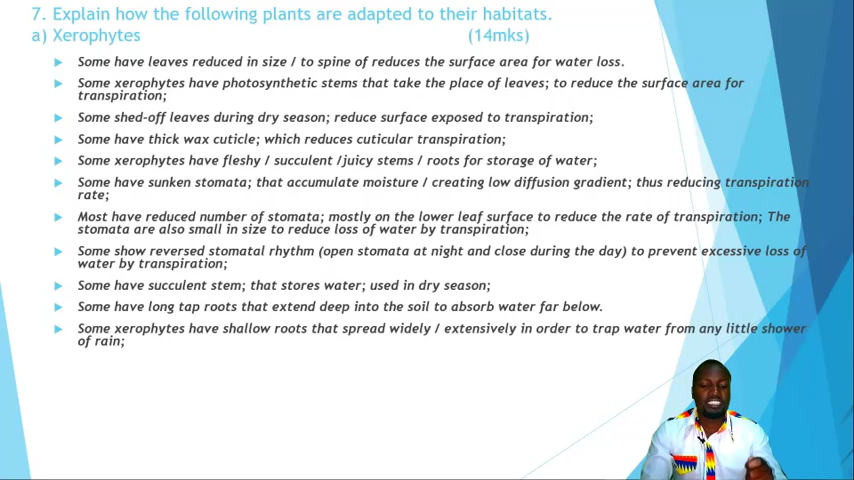 7. Explain how the following plants are adapted to their habitats.
a) Xerophytes (14mks)
Some have leaves reduced in size / to spine of reduces the surface area for water loss.
Some xerophytes have photosynthetic stems that take the place of leaves; to reduce the surface area for
transpiration;
Some shed-off leaves during dry season; reduce surface exposed to transpiration;
Some have thick wax cuticle; which reduces cuticular transpiration;
Some xerophytes have fleshy / succulent /juicy stems / roots for storage of water;
Some have sunken stomata; that accumulate moisture / creating low diffusion gradient; thus reducing transpiration
rate;
Most have reduced number of stomata; mostly on the lower leaf surface to reduce the rate of transpiration; The
stomata are also small in size to reduce loss of water by transpiration;
Some show reversed stomatal rhythm (open stomata at night and close during the day) to prevent excessive loss of
water by transpiration;
Some have succulent stem; that stores water; used in dry season;
Some have long tap roots that extend deep into the soil to absorb water far below.
Some xerophytes have shallow roots that spread widely / extensively in order to trap water from any little shower
of rain;